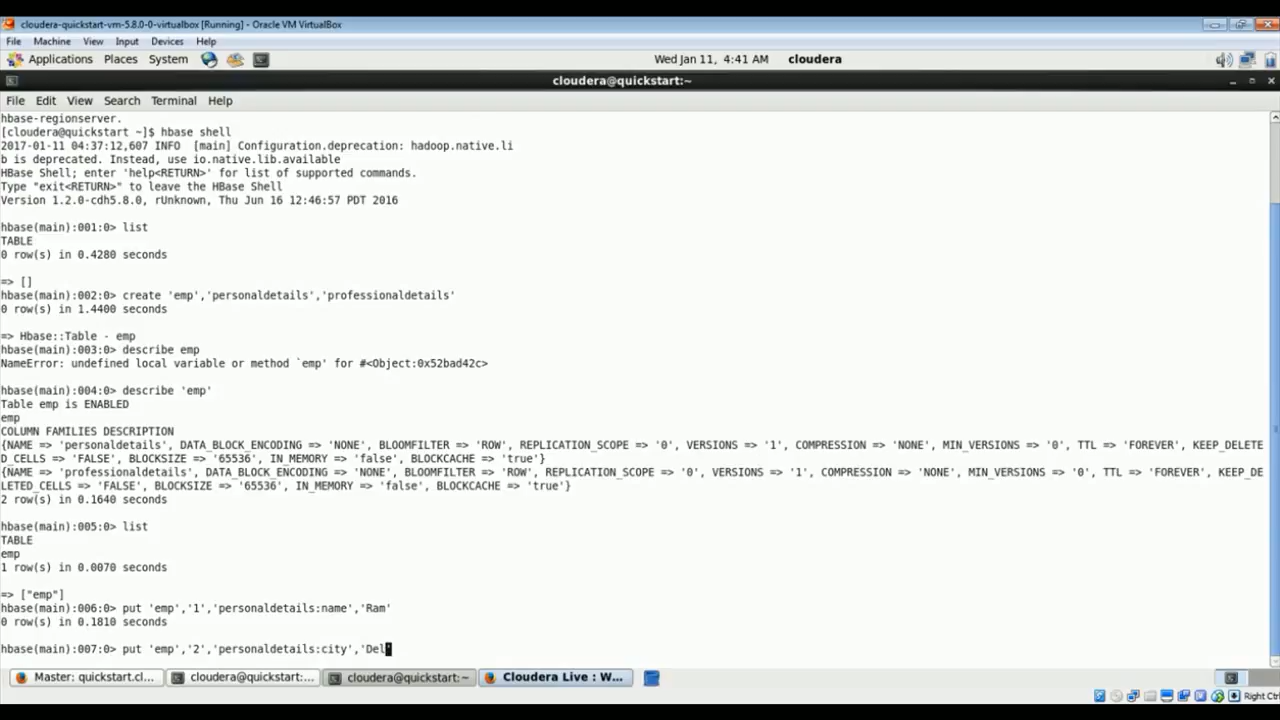 cloudera-quickstart-vm-5.8.0-0-virtualbox [Running] - Oracle VM VirtualBox
File Machine View Input Devices Help
Applications Places System Wed Jan 11, 4:41 AM cloudera
cloudera@quickstart:~
File Edit View Search Terminal Help
hbase-regionserver.
[cloudera@quickstart ~]$ hbase shell
2017-01-11 04:37:12,607 INFO [main] Configuration.deprecation: hadoop.native.li
b is deprecated. Instead, use io.native.lib.available
HBase Shell; enter 'help<RETURN>' for list of supported commands.
Type "exit<RETURN>" to leave the HBase Shell
Version 1.2.0-cdh5.8.0, rUnknown, Thu Jun 16 12:46:57 PDT 2016
hbase(main):001:0> list
TABLE
0 row(s) in 0.4280 seconds
=> []
hbase(main):002:0> create 'emp','personaldetails','professionaldetails'
0 row(s) in 1.4400 seconds
=> Hbase::Table - emp
hbase(main):003:0> describe emp
NameError: undefined local variable or method `emp' for #<Object:0x52bad42c>
hbase(main):004:0> describe 'emp'
Table emp is ENABLED
emp
COLUMN FAMILIES DESCRIPTION
{NAME => 'personaldetails', DATA_BLOCK_ENCODING => 'NONE', BLOOMFILTER => 'ROW', REPLICATION_SCOPE => '0', VERSIONS => '1', COMPRESSION => 'NONE', MIN_VERSIONS => '0', TTL => 'FOREVER', KEEP_DELETE
D_CELLS => 'FALSE', BLOCKSIZE => '65536', IN_MEMORY => 'false', BLOCKCACHE => 'true'}
{NAME => 'professionaldetails', DATA_BLOCK_ENCODING => 'NONE', BLOOMFILTER => 'ROW', REPLICATION_SCOPE => '0', VERSIONS => '1', COMPRESSION => 'NONE', MIN_VERSIONS => '0', TTL => 'FOREVER', KEEP_DE
LETED_CELLS => 'FALSE', BLOCKSIZE => '65536', IN_MEMORY => 'false', BLOCKCACHE => 'true'}
2 row(s) in 0.1640 seconds
hbase(main):005:0> list
TABLE
emp
1 row(s) in 0.0070 seconds
=> ["emp"]
hbase(main):006:0> put 'emp','1','personaldetails:name','Ram'
0 row(s) in 0.1810 seconds
hbase(main):007:0> put 'emp','2','personaldetails:city','Del'
Master: quickstart.cl... cloudera@quickstart:... cloudera@quickstart:~ Cloudera Live : W...
Right Ctrl